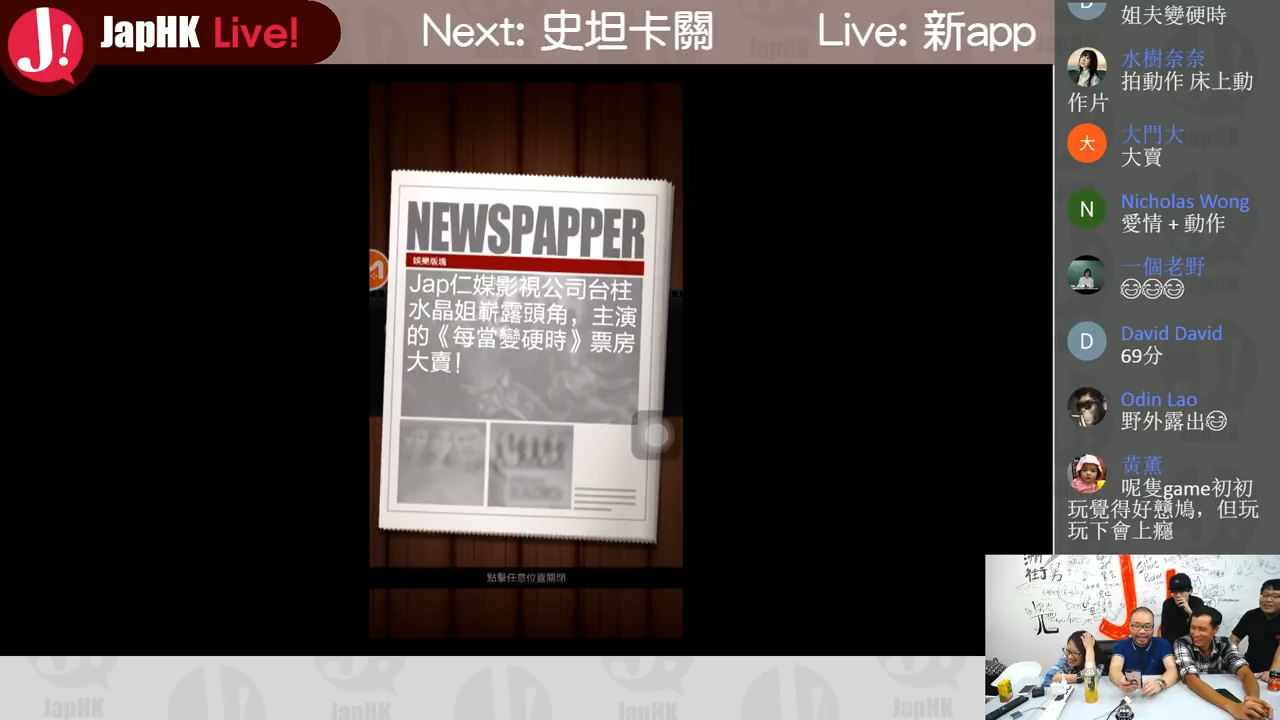 J!
JapHK Live!
Next: 史坦卡關
Live: 新app
NEWSPAPPER
娛樂版塊
Jap仁媒影視公司台柱
水晶姐嶄露頭角，主演
的《每當變硬時》票房
大賣！
點擊任意位置關閉
D
姐夫變硬時
水樹奈奈
拍動作 床上動
作片
大
大門大
大賣
N
Nicholas Wong
愛情 + 動作
一個老野
😂😂😂
D
David David
69分
Odin Lao
野外露出😂
黃薰
呢隻game初初
玩覺得好戇鳩，但玩
玩下會上癮
JapHK
JapHK
JapHK
JapHK